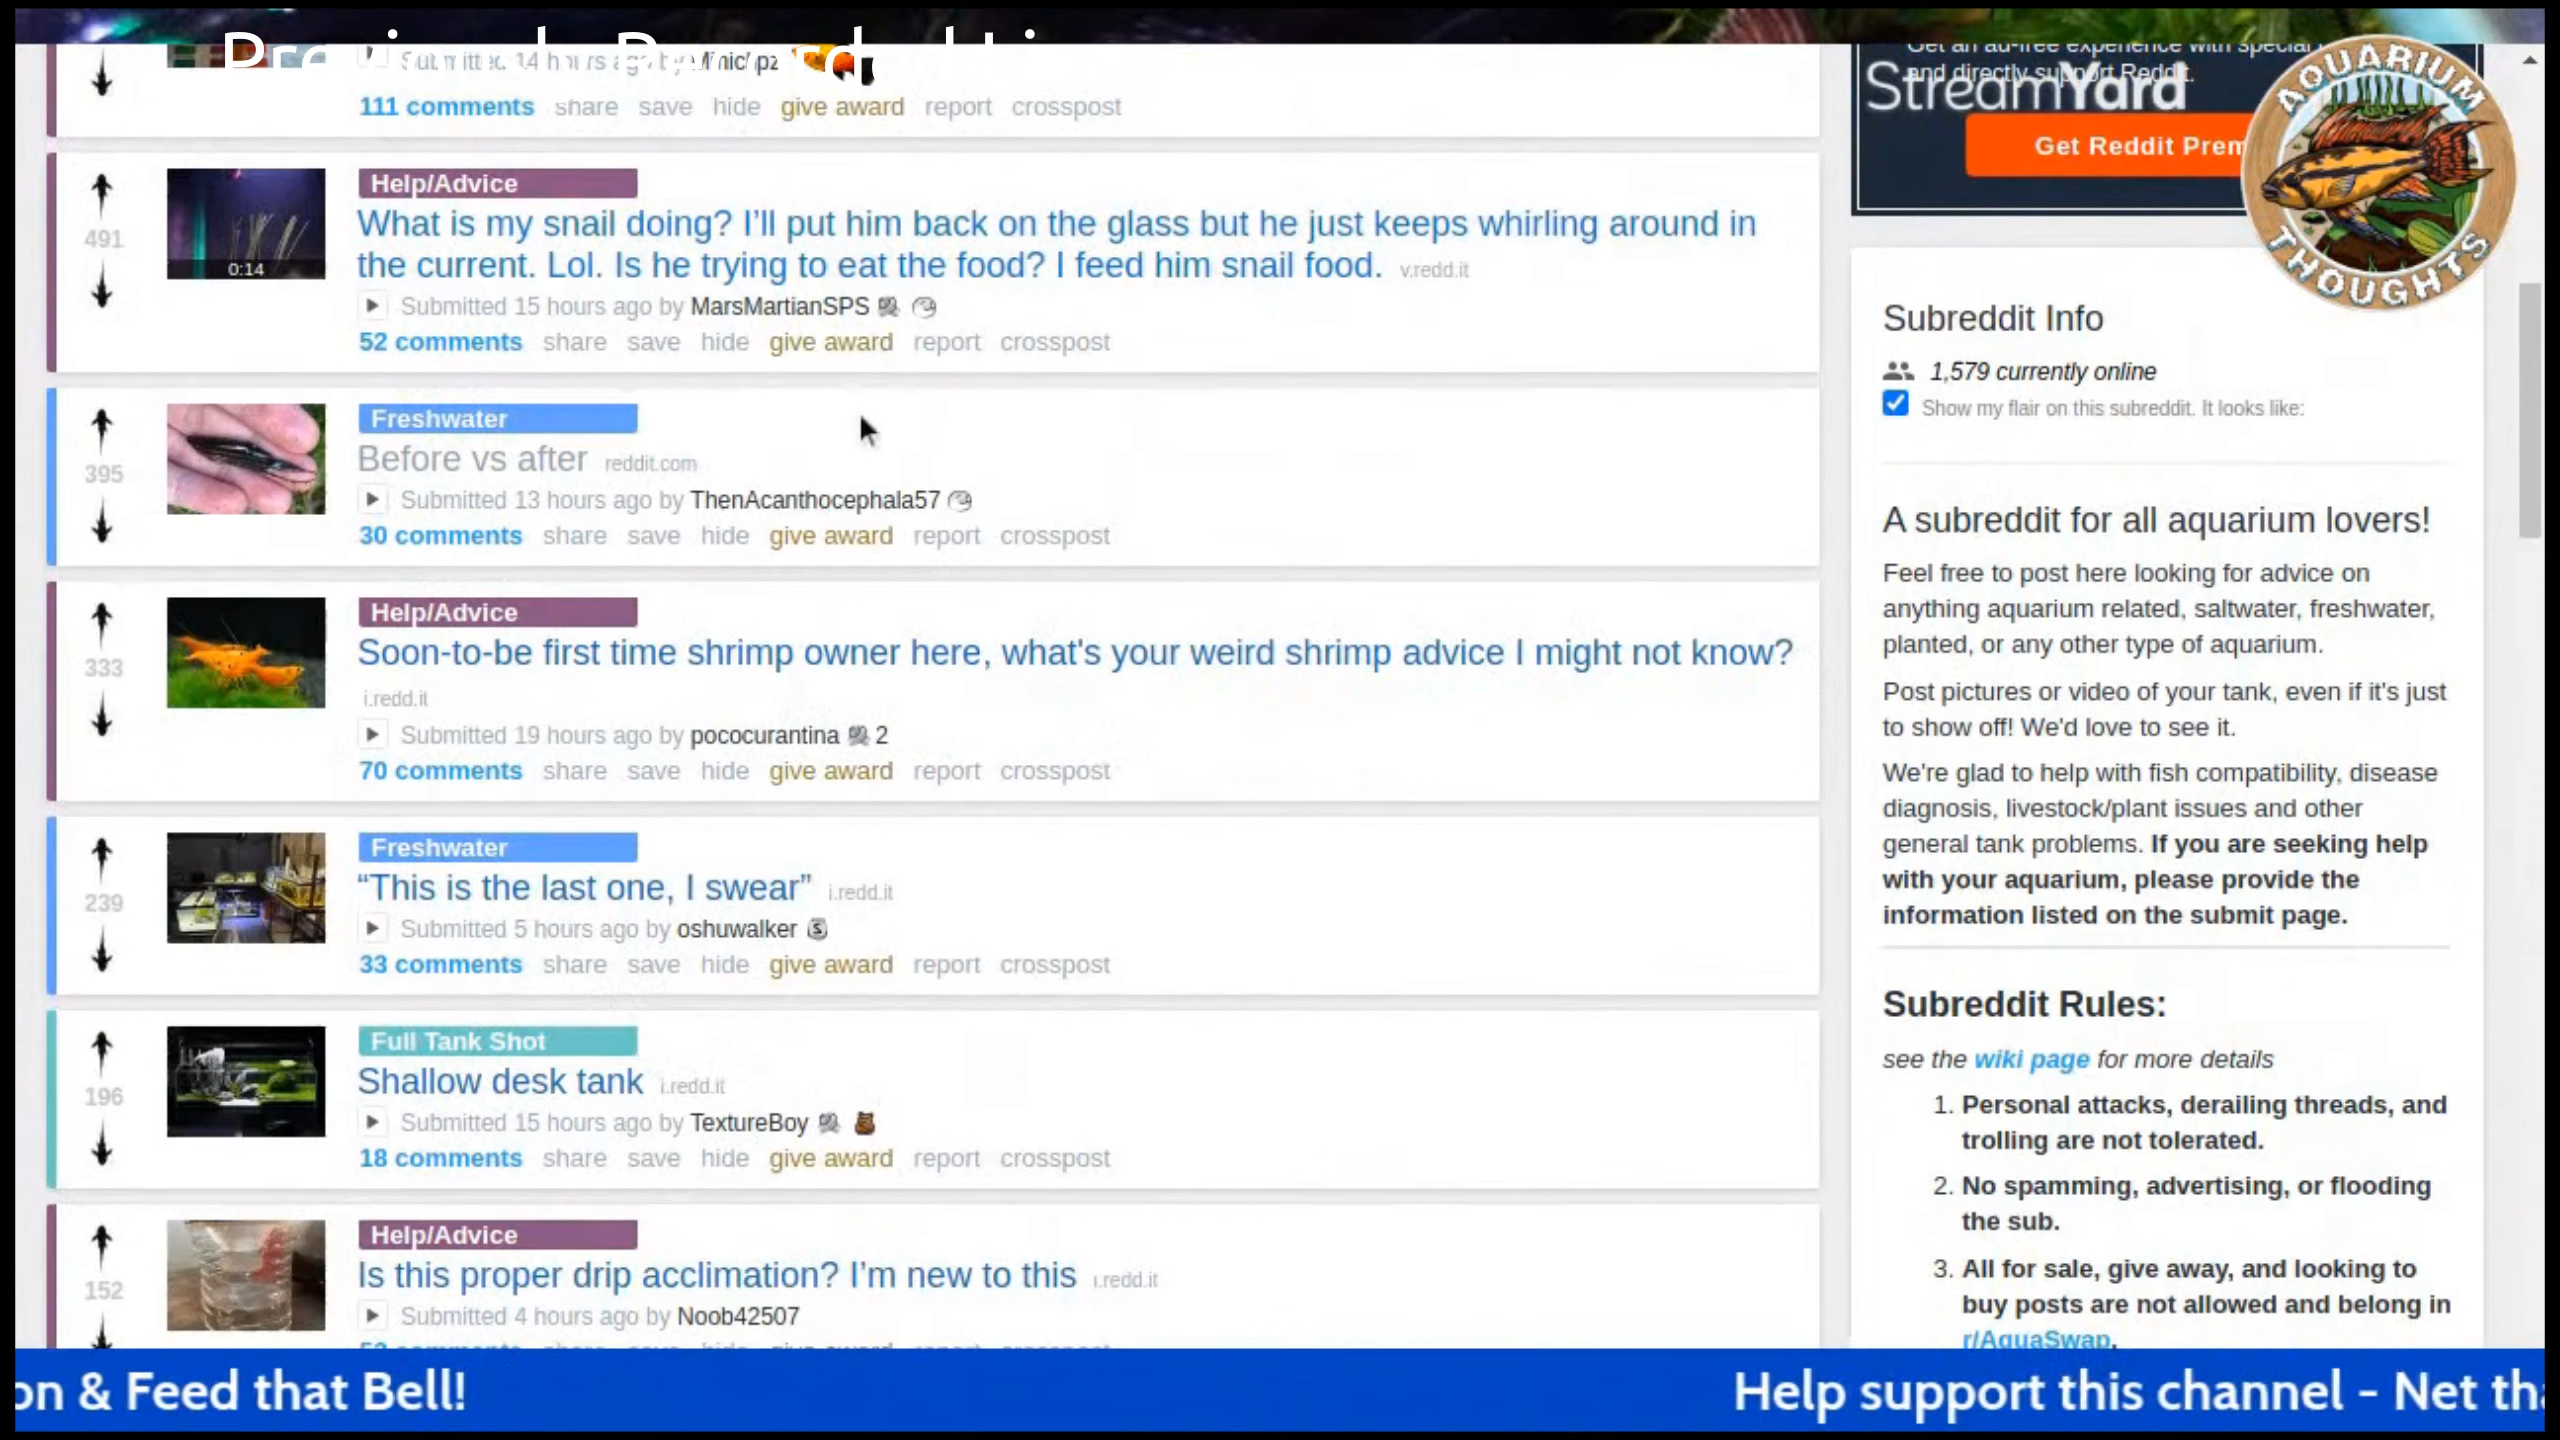 Submitted 14 hours ago by
111 comments share save hide give award report crosspost
491
0:14
Help/Advice
What is my snail doing? I’ll put him back on the glass but he just keeps whirling around in
the current. Lol. Is he trying to eat the food? I feed him snail food. v.redd.it
Submitted 15 hours ago by MarsMartianSPS
52 comments share save hide give award report crosspost
395
Freshwater
Before vs after reddit.com
Submitted 13 hours ago by ThenAcanthocephala57
30 comments share save hide give award report crosspost
333
Help/Advice
Soon-to-be first time shrimp owner here, what's your weird shrimp advice I might not know?
i.redd.it
Submitted 19 hours ago by pococurantina 2
70 comments share save hide give award report crosspost
239
Freshwater
“This is the last one, I swear” i.redd.it
Submitted 5 hours ago by oshuwalker
33 comments share save hide give award report crosspost
196
Full Tank Shot
Shallow desk tank i.redd.it
Submitted 15 hours ago by TextureBoy
18 comments share save hide give award report crosspost
152
Help/Advice
Is this proper drip acclimation? I’m new to this i.redd.it
Submitted 4 hours ago by Noob42507
Get an ad-free experience with special
and directly support Reddit.
StreamYard
Get Reddit Prem
AQUARIUM
THOUGHTS
Subreddit Info
1,579 currently online
Show my flair on this subreddit. It looks like:
A subreddit for all aquarium lovers!
Feel free to post here looking for advice on
anything aquarium related, saltwater, freshwater,
planted, or any other type of aquarium.
Post pictures or video of your tank, even if it's just
to show off! We'd love to see it.
We're glad to help with fish compatibility, disease
diagnosis, livestock/plant issues and other
general tank problems. If you are seeking help
with your aquarium, please provide the
information listed on the submit page.
Subreddit Rules:
see the wiki page for more details
1. Personal attacks, derailing threads, and
trolling are not tolerated.
2. No spamming, advertising, or flooding
the sub.
3. All for sale, give away, and looking to
buy posts are not allowed and belong in
r/AquaSwap.
on & Feed that Bell!
Help support this channel - Net tha